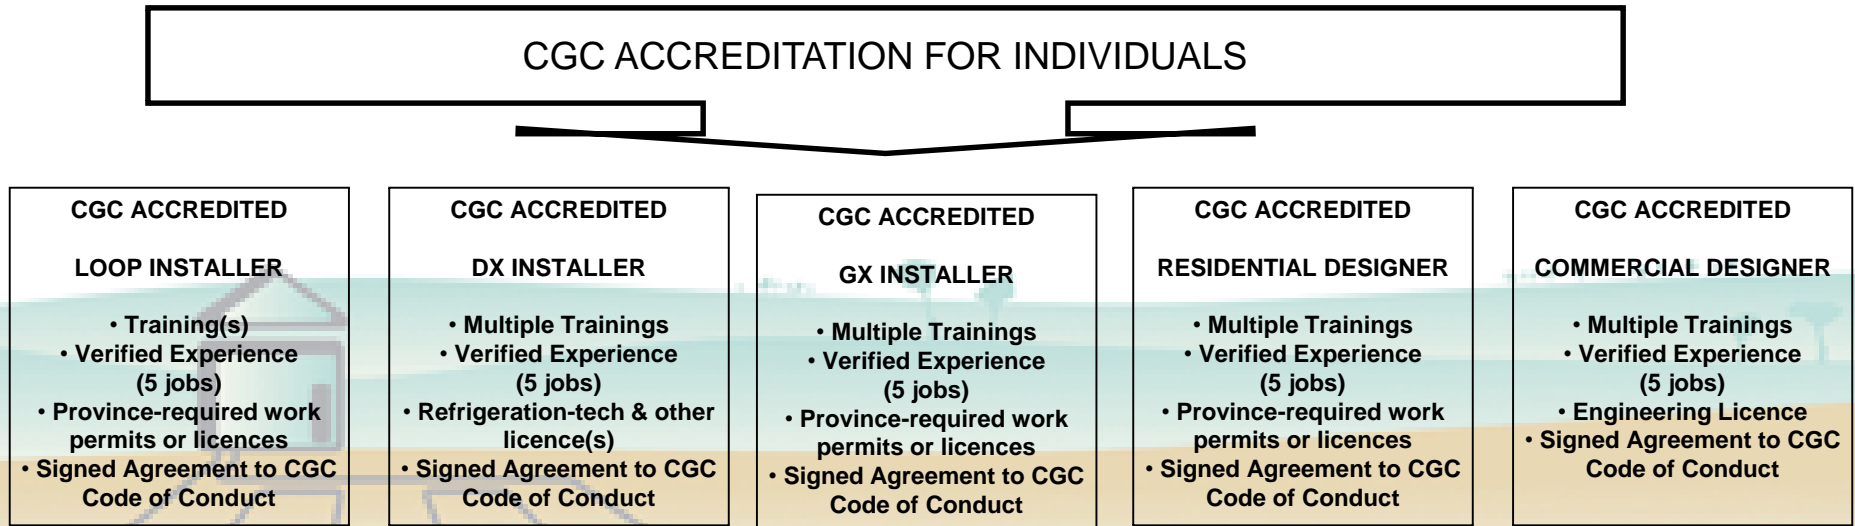 CGC ACCREDITATION FOR INDIVIDUALS
CGC ACCREDITED
LOOP INSTALLER
• Training(s)
• Verified Experience
(5 jobs)
• Province-required work
permits or licences
• Signed Agreement to CGC
Code of Conduct
CGC ACCREDITED
DX INSTALLER
• Multiple Trainings
• Verified Experience
(5 jobs)
• Refrigeration-tech & other
licence(s)
• Signed Agreement to CGC
Code of Conduct
CGC ACCREDITED
GX INSTALLER
• Multiple Trainings
• Verified Experience
(5 jobs)
• Province-required work
permits or licences
• Signed Agreement to CGC
Code of Conduct
CGC ACCREDITED
RESIDENTIAL DESIGNER
• Multiple Trainings
• Verified Experience
(5 jobs)
• Province-required work
permits or licences
• Signed Agreement to CGC
Code of Conduct
CGC ACCREDITED
COMMERCIAL DESIGNER
• Multiple Trainings
• Verified Experience
(5 jobs)
• Engineering Licence
• Signed Agreement to CGC
Code of Conduct